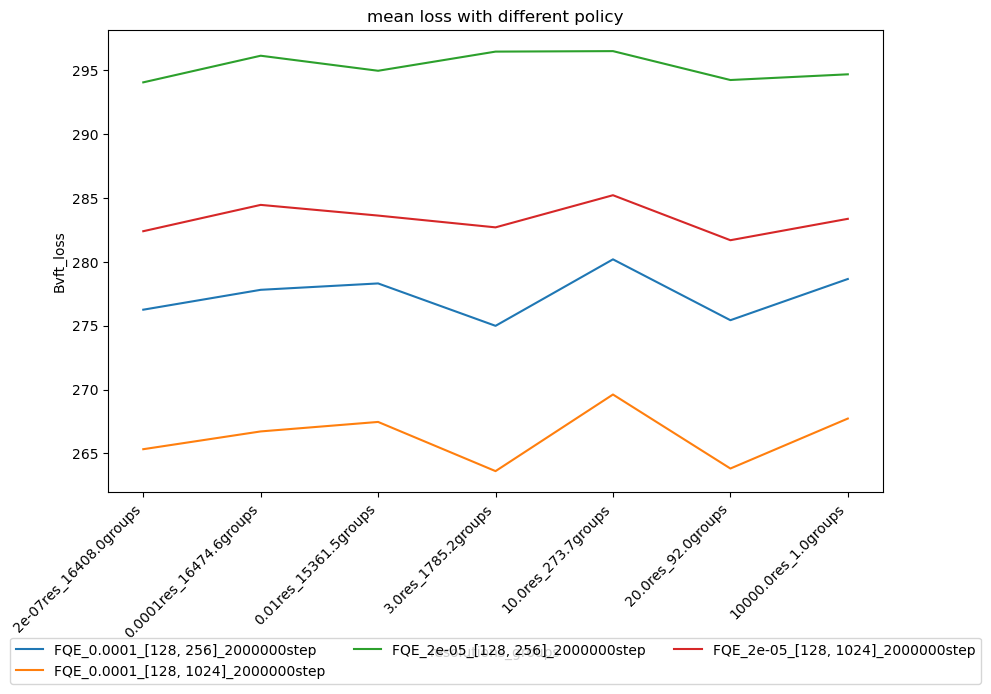 mean loss with different policy
Bvft_loss
295
290
285
280
275
270
265
2e-07res_16408.0groups
0.0001res_16474.6groups
0.01res_15361.5groups
3.0res_1785.2groups
10.0res_273.7groups
20.0res_92.0groups
10000.0res_1.0groups
FQE_0.0001_[128, 256]_2000000step
FQE_0.0001_[128, 1024]_2000000step
FQE_2e-05_[128, 256]_2000000step
FQE_2e-05_[128, 1024]_2000000step